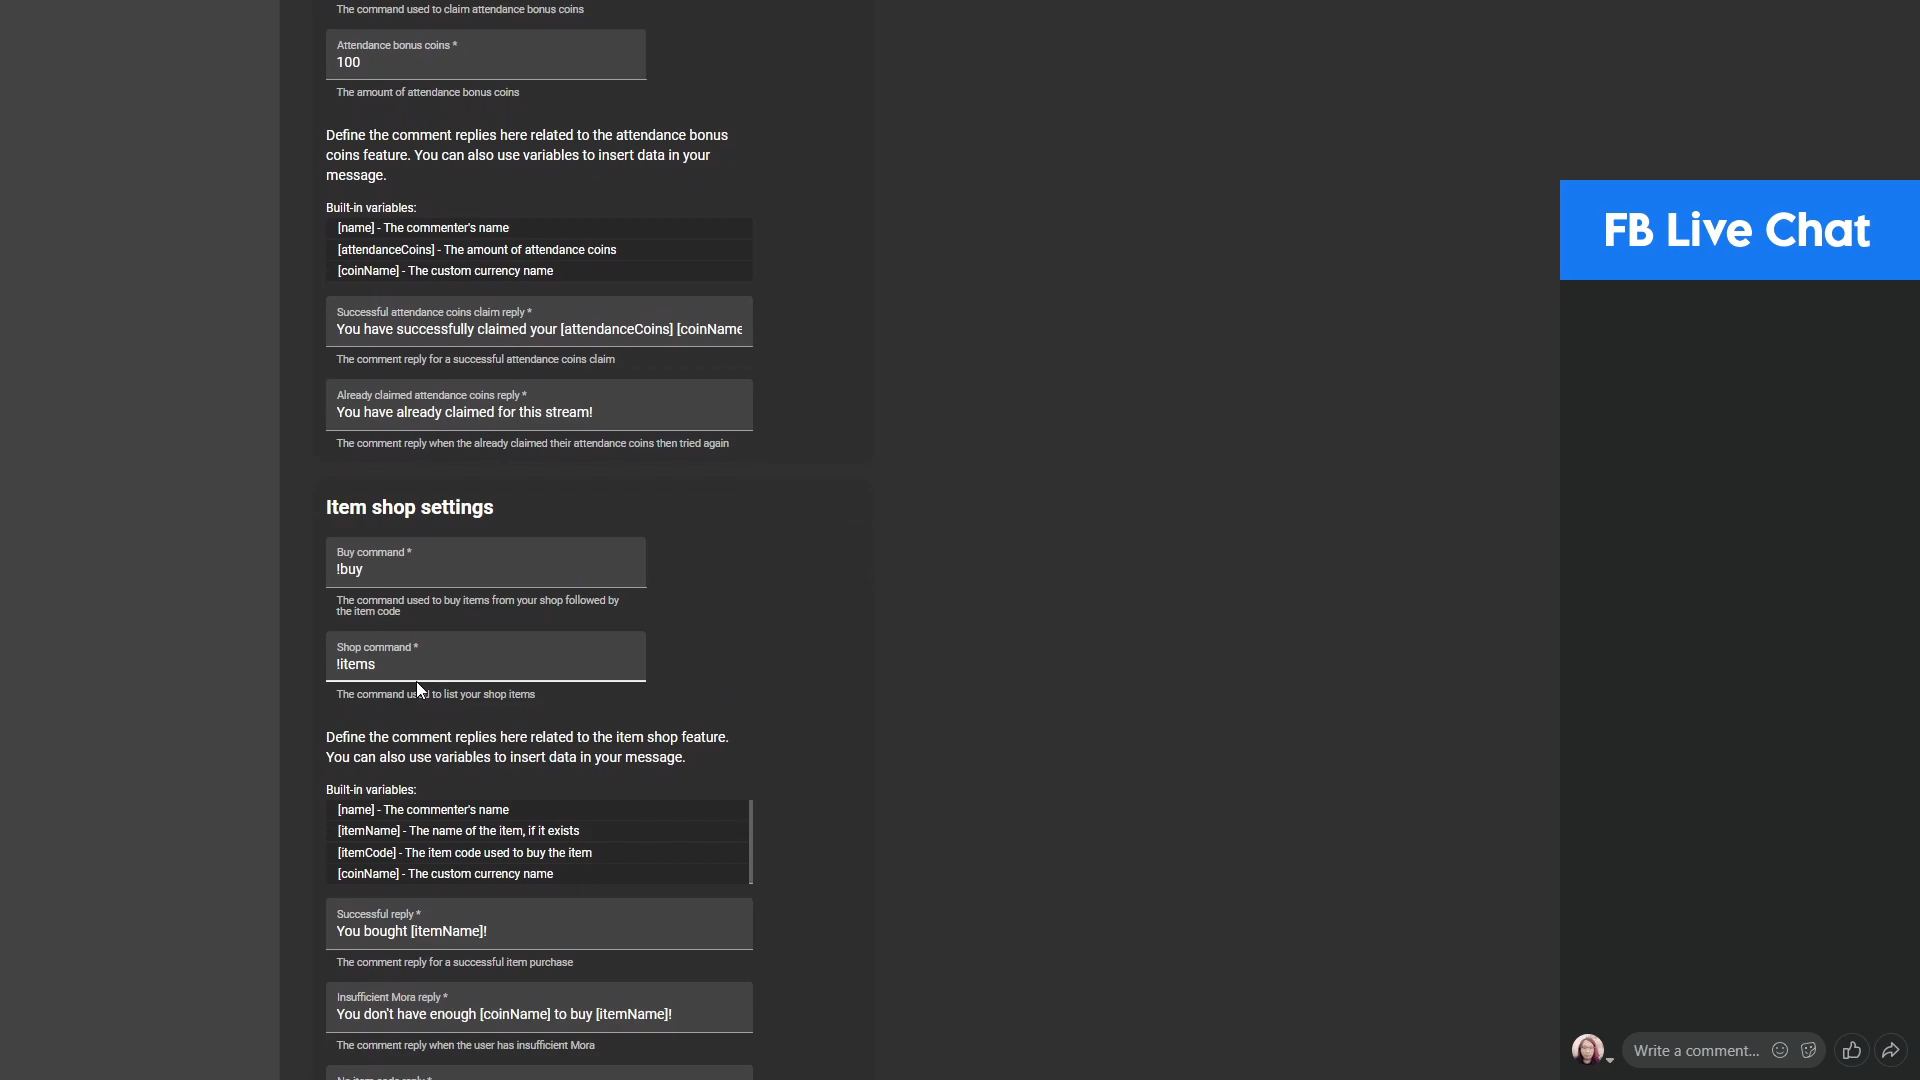 The command used to claim attendance bonus coins
Attendance bonus coins *
100
The amount of attendance bonus coins
Define the comment replies here related to the attendance bonus
coins feature. You can also use variables to insert data in your
message.
Built-in variables:
[name] - The commenter's name
[attendanceCoins] - The amount of attendance coins
[coinName] - The custom currency name
Successful attendance coins claim reply *
You have successfully claimed your [attendanceCoins] [coinName
The comment reply for a successful attendance coins claim
Already claimed attendance coins reply *
You have already claimed for this stream!
The comment reply when the already claimed their attendance coins then tried again
Item shop settings
Buy command *
!buy
The command used to buy items from your shop followed by
the item code
Shop command *
!items
The command used to list your shop items
Define the comment replies here related to the item shop feature.
You can also use variables to insert data in your message.
Built-in variables:
[name] - The commenter's name
[itemName] - The name of the item, if it exists
[itemCode] - The item code used to buy the item
[coinName] - The custom currency name
Successful reply *
You bought [itemName]!
The comment reply for a successful item purchase
Insufficient Mora reply *
You don't have enough [coinName] to buy [itemName]!
The comment reply when the user has insufficient Mora
No item code reply *
FB Live Chat
Write a comment...